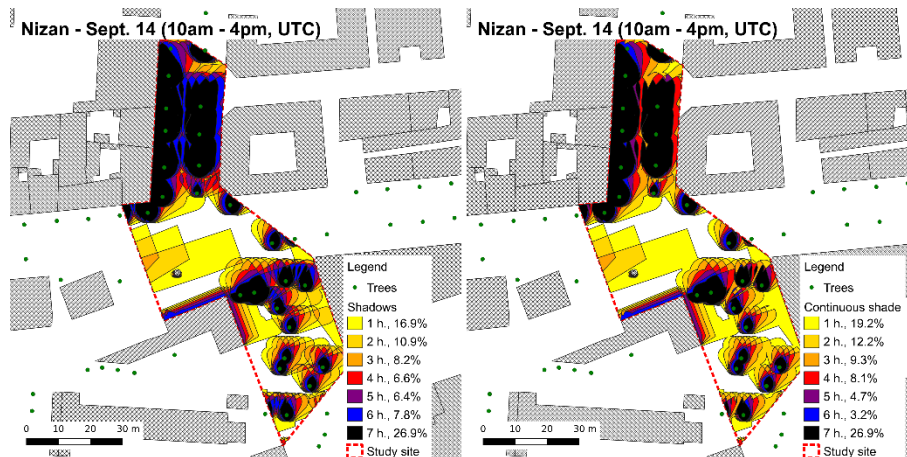 Nizan - Sept. 14 (10am - 4pm, UTC)
Legend
Trees
Shadows
1 h., 16.9%
2 h., 10.9%
3 h., 8.2%
4 h., 6.6%
5 h., 6.4%
6 h., 7.8%
7 h., 26.9%
Study site
0 10 20 30 m
Nizan - Sept. 14 (10am - 4pm, UTC)
Legend
Trees
Continuous shade
1 h., 19.2%
2 h., 12.2%
3 h., 9.3%
4 h., 8.1%
5 h., 4.7%
6 h., 3.2%
7 h., 26.9%
Study site
0 10 20 30 m